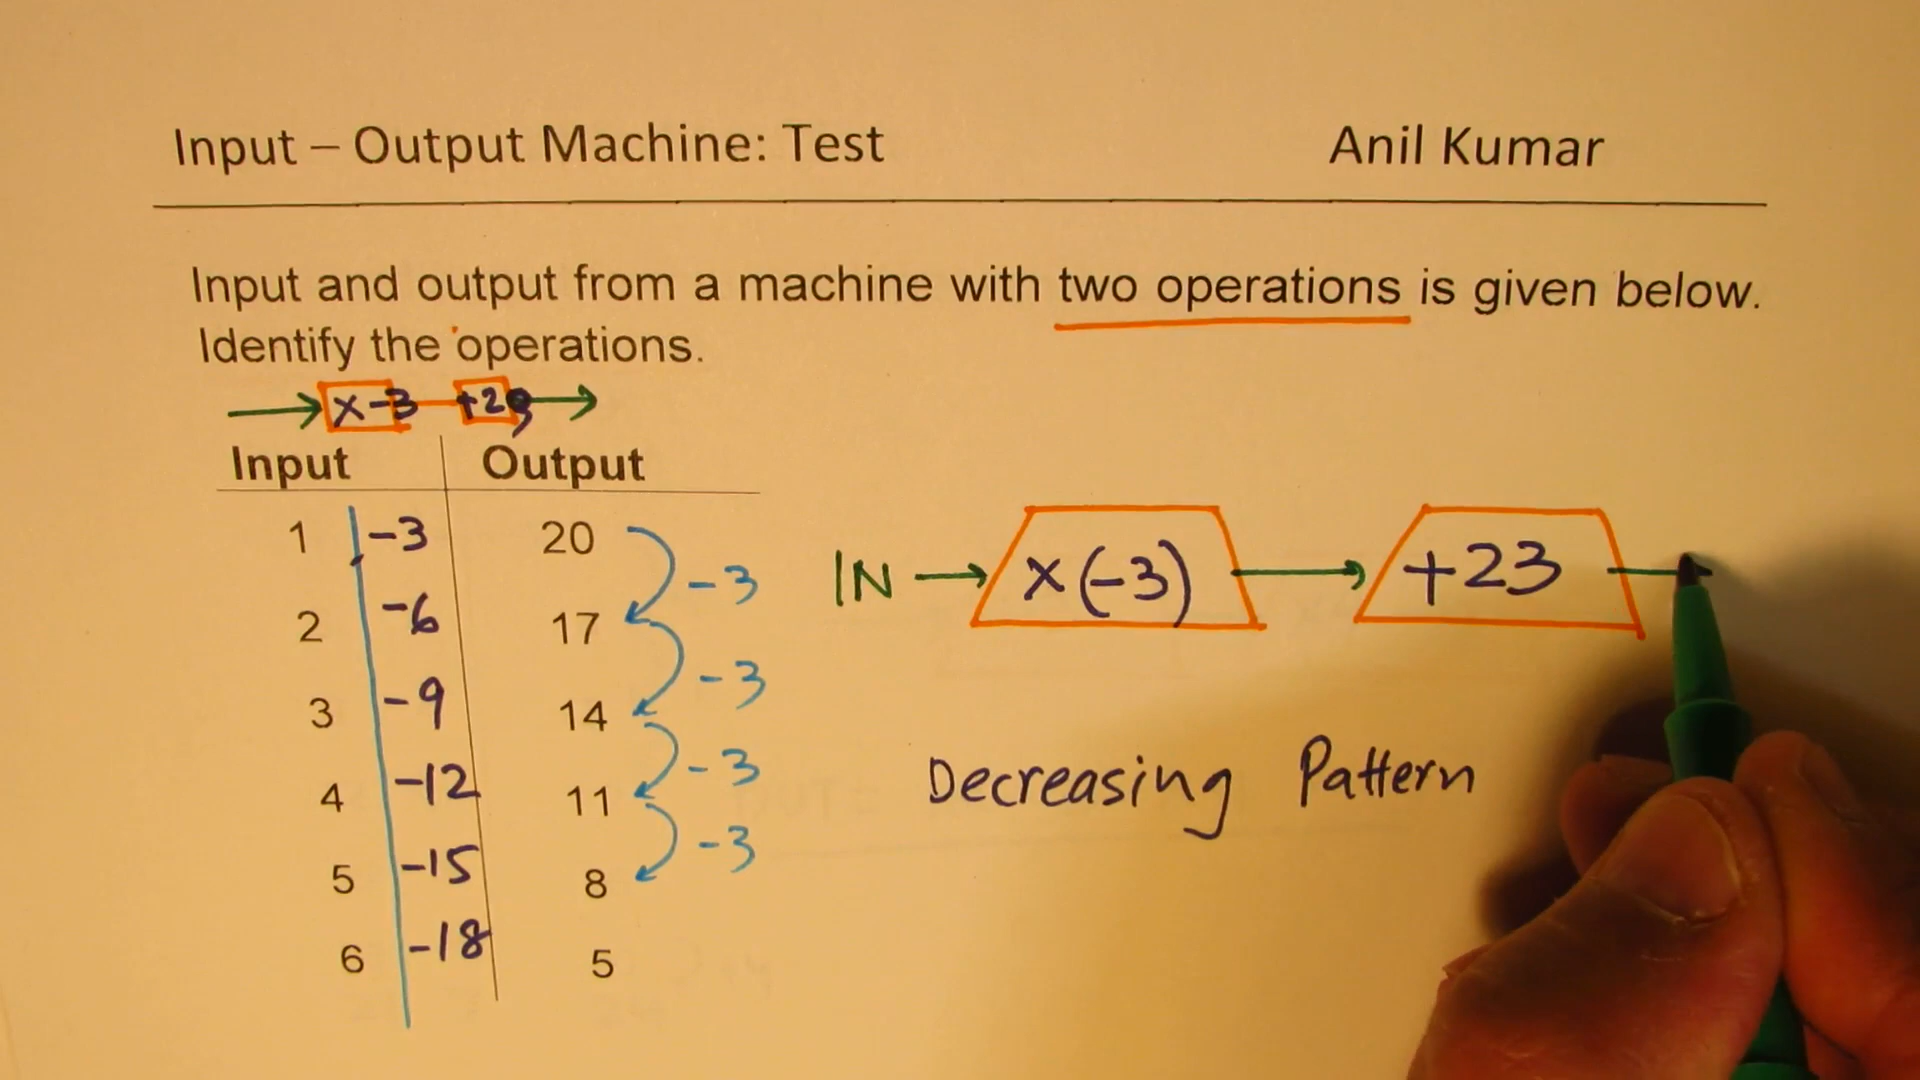 Input – Output Machine: Test Anil Kumar
Input and output from a machine with two operations is given below.
Identify the operations.
x -3 +23
Input Output
1 -3 20
-3
2 -6 17
-3
3 -9 14
-3
4 -12 11
-3
5 -15 8
6 -18 5
IN x(-3) +23
Decreasing Pattern